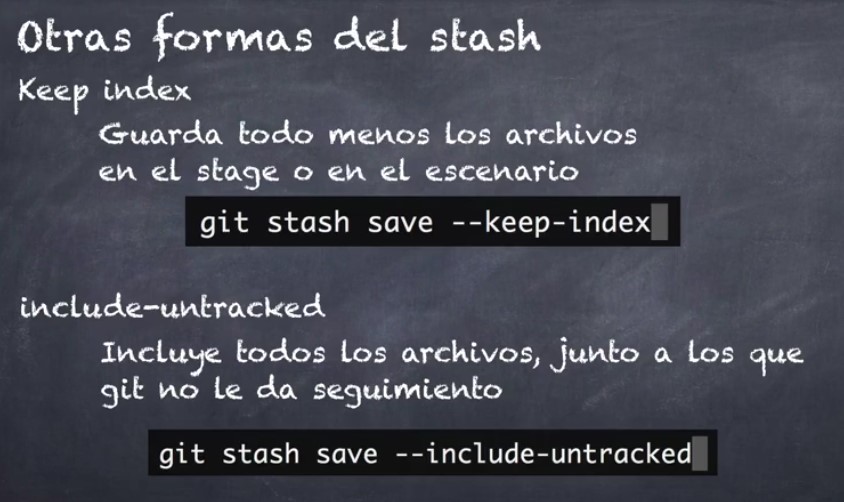 Otras formas del stash
Keep index
Guarda todo menos los archivos
en el stage o en el escenario
git stash save --keep-index
include-untracked
Incluye todos los archivos, junto a los que
git no le da seguimiento
git stash save --include-untracked